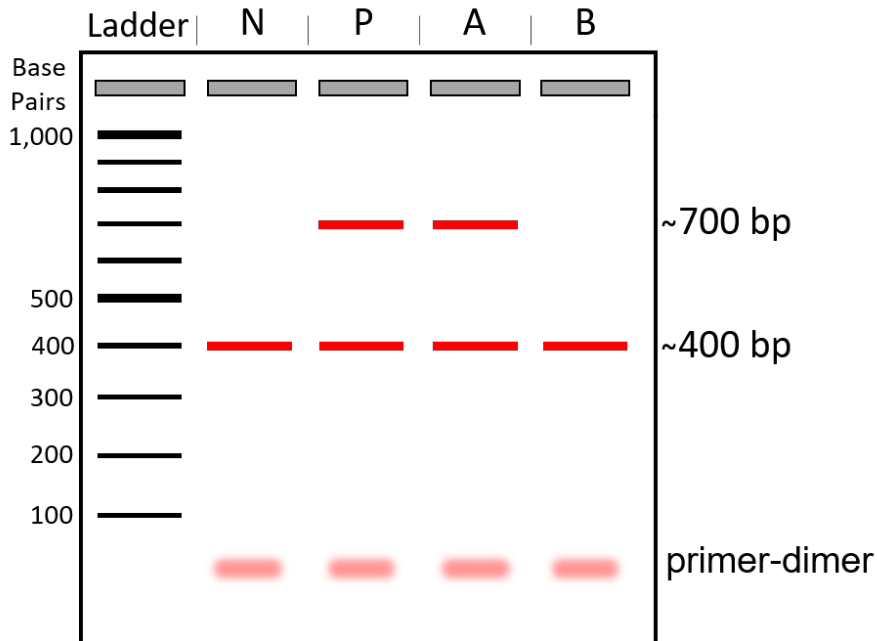 Ladder | N | P | A | B
Base
Pairs
1,000
~700 bp
500
400
~400 bp
300
200
100
primer-dimer